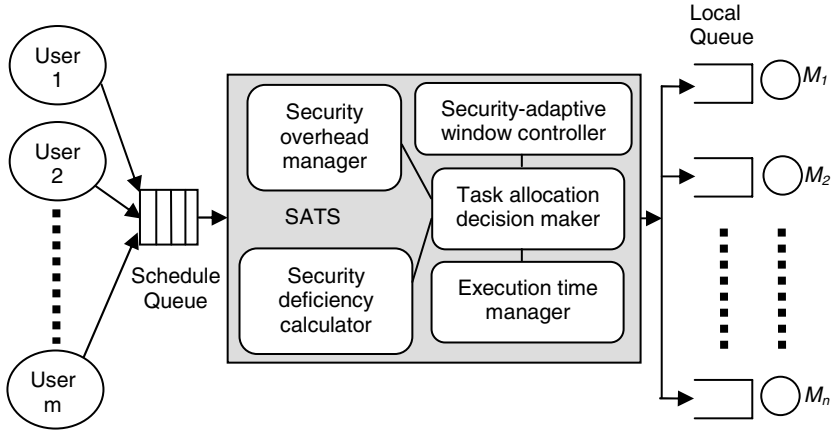 User
1
User
2
User
m
Schedule
Queue
Security
overhead
manager
SATS
Security
deficiency
calculator
Security-adaptive
window controller
Task allocation
decision maker
Execution time
manager
Local
Queue
M1
M2
Mn